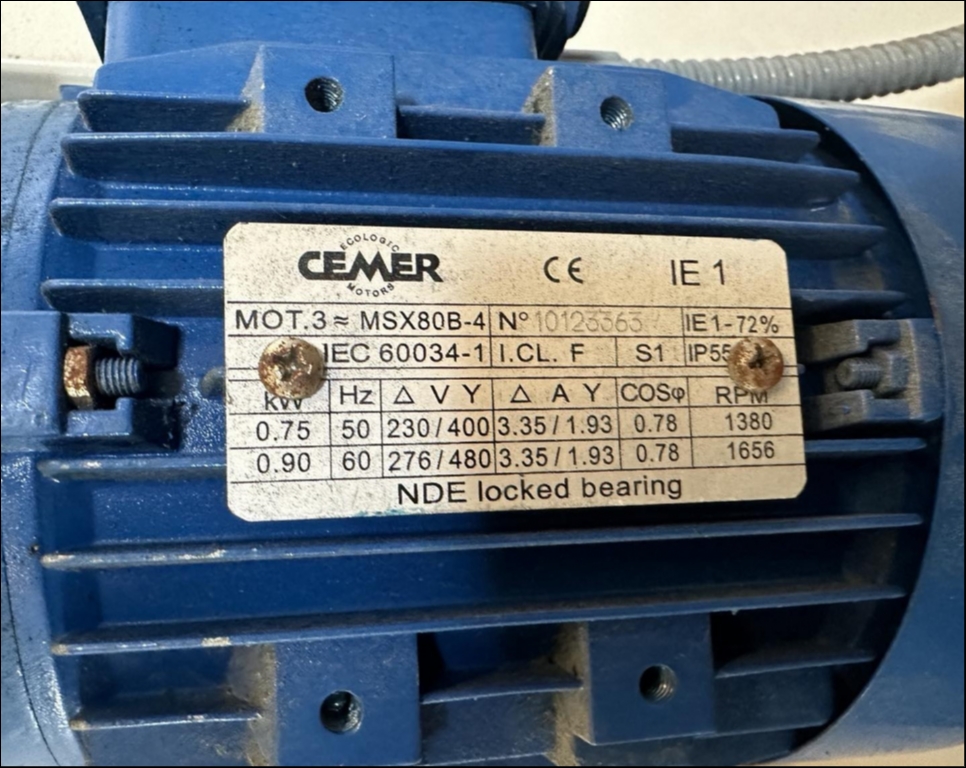 ECOLOGIC
CEMER CE IE 1
MOTORS
MOT.3≈ MSX80B-4 N° 10123363 IE1-72%
IEC 60034-1 I.CL. F S1 IP55
kW Hz △ V Y △ A Y COSφ RPM
0.75 50 230/400 3.35/1.93 0.78 1380
0.90 60 276/480 3.35/1.93 0.78 1656
NDE locked bearing